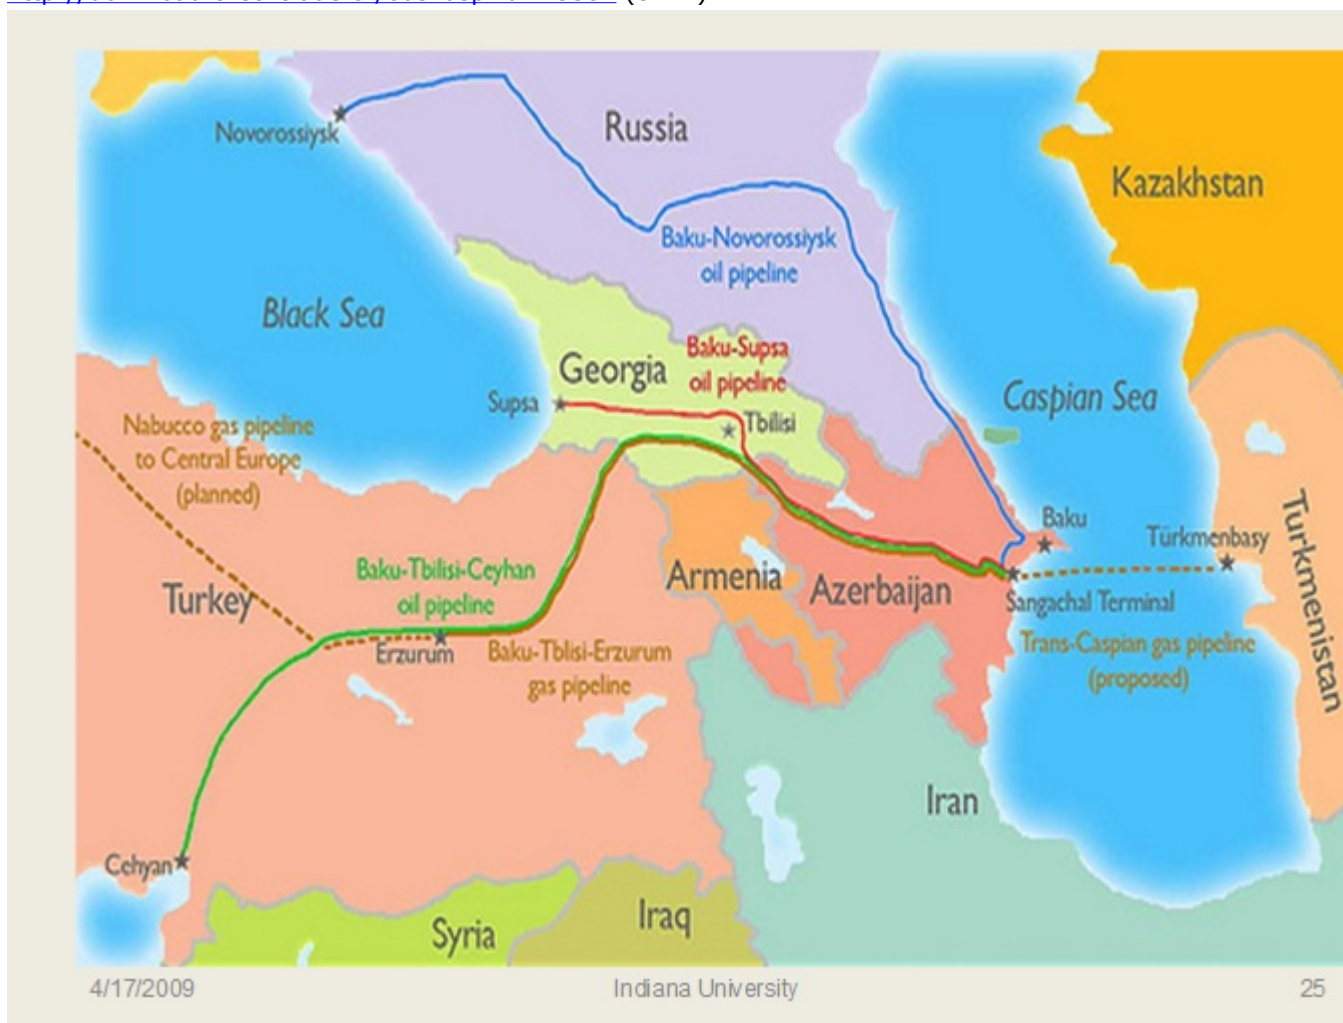 Novorossiysk
Russia
Kazakhstan
Baku-Novorossiysk
oil pipeline
Black Sea
Baku-Supsa
oil pipeline
Georgia
Supsa
Tbilisi
Caspian Sea
Nabucco gas pipeline
to Central Europe
(planned)
Baku
Türkmenbasy
Turkmenistan
Baku-Tbilisi-Ceyhan
oil pipeline
Turkey
Armenia
Azerbaijan
Sangachal Terminal
Erzurum
Baku-Tblisi-Erzurum
gas pipeline
Trans-Caspian gas pipeline
(proposed)
Iran
Cehyan
Syria
Iraq
4/17/2009
Indiana University
25